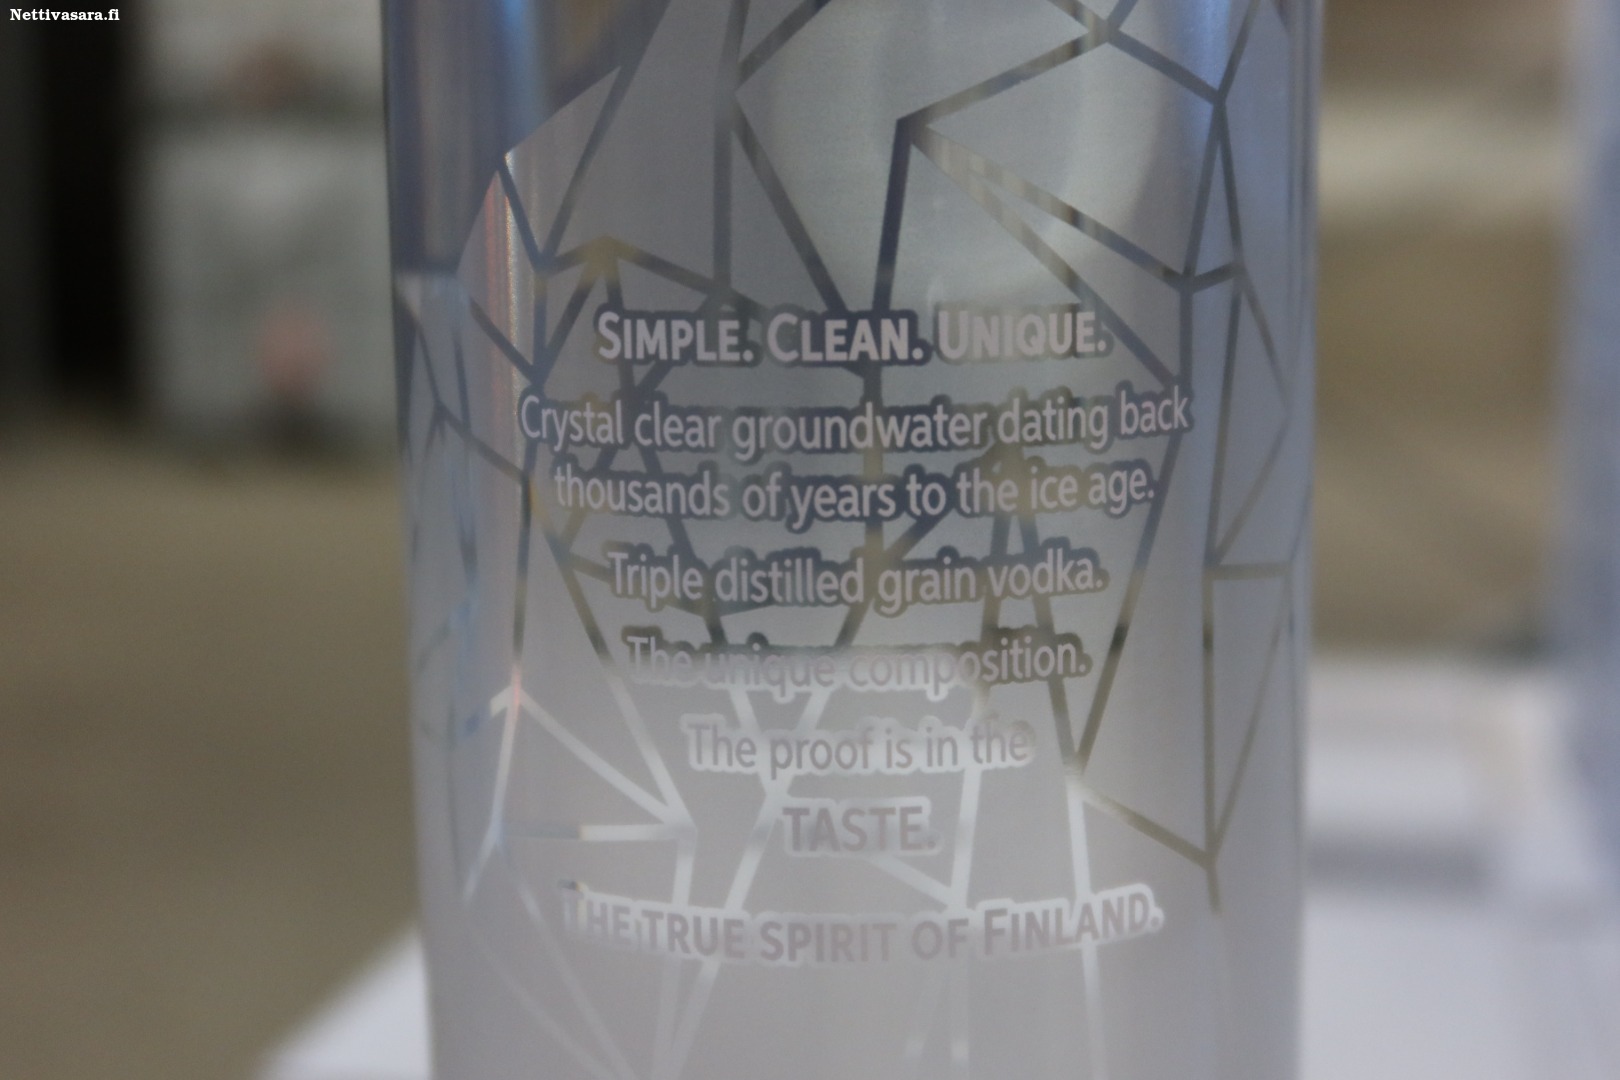 Nettivasara.fi
SIMPLE. CLEAN. UNIQUE.
Crystal clear groundwater dating back
thousands of years to the ice age.
Triple distilled grain vodka.
The unique composition.
The proof is in the
TASTE.
THE TRUE SPIRIT OF FINLAND.